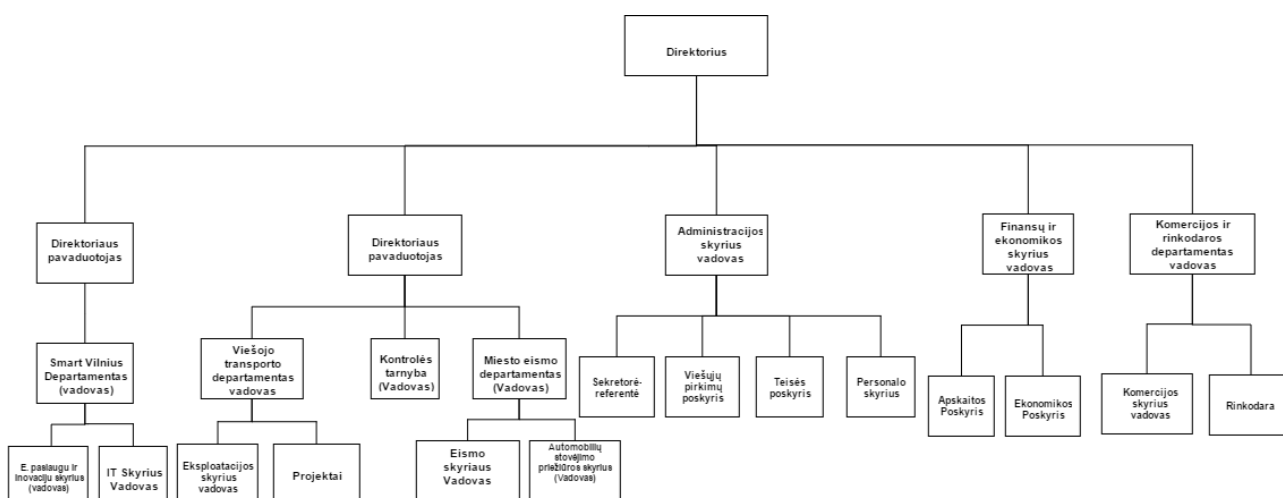 Direktorius
Direktoriaus
pavaduotojas
Direktoriaus
pavaduotojas
Administracijos
skyrius
vadovas
Finansų ir
ekonomikos
skyrius
vadovas
Komercijos ir
rinkodaros
departamentas
vadovas
Smart Vilnius
Departamentas
(vadovas)
Viešojo
transporto
departamentas
vadovas
Kontrolės
tarnyba
(Vadovas)
Miesto eismo
departamentas
(Vadovas)
Sekretorė-
referentė
Viešųjų
pirkimų
poskyris
Teisės
poskyris
Personalo
skyrius
Apskaitos
Poskyris
Ekonomikos
Poskyris
Komercijos
skyrius
vadovas
Rinkodara
E. paslaugu ir
inovaciju skyrius
(vadovas)
IT Skyrius
Vadovas
Eksploatacijos
skyrius
vadovas
Projektai
Eismo
skyriaus
Vadovas
Automobilių
stovėjimo
priežiūros skyrius
(Vadovas)